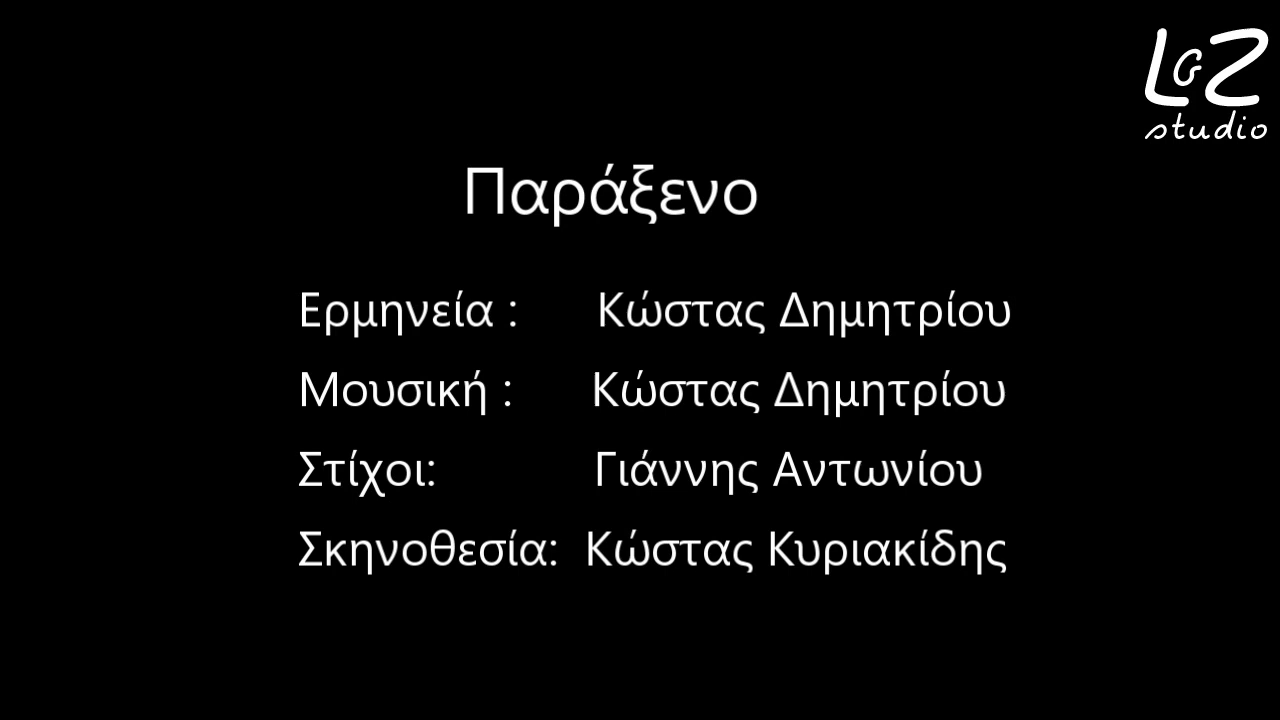 LGZ
studio
Παράξενο
Ερμηνεία : Κώστας Δημητρίου
Μουσική : Κώστας Δημητρίου
Στίχοι: Γιάννης Αντωνίου
Σκηνοθεσία: Κώστας Κυριακίδης